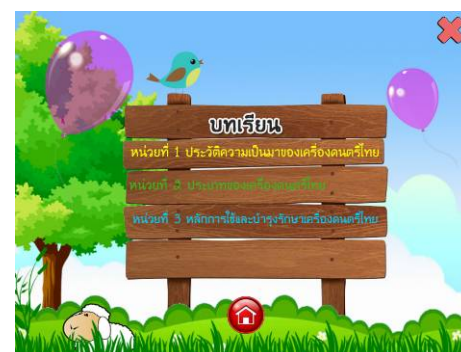 บทเรียน
หน่วยที่ 1 ประวัติความเป็นมาของเครื่องดนตรีไทย
หน่วยที่ 2 ประเภทของเครื่องดนตรีไทย
หน่วยที่ 3 หลักการใช้และบำรุงรักษาเครื่องดนตรีไทย